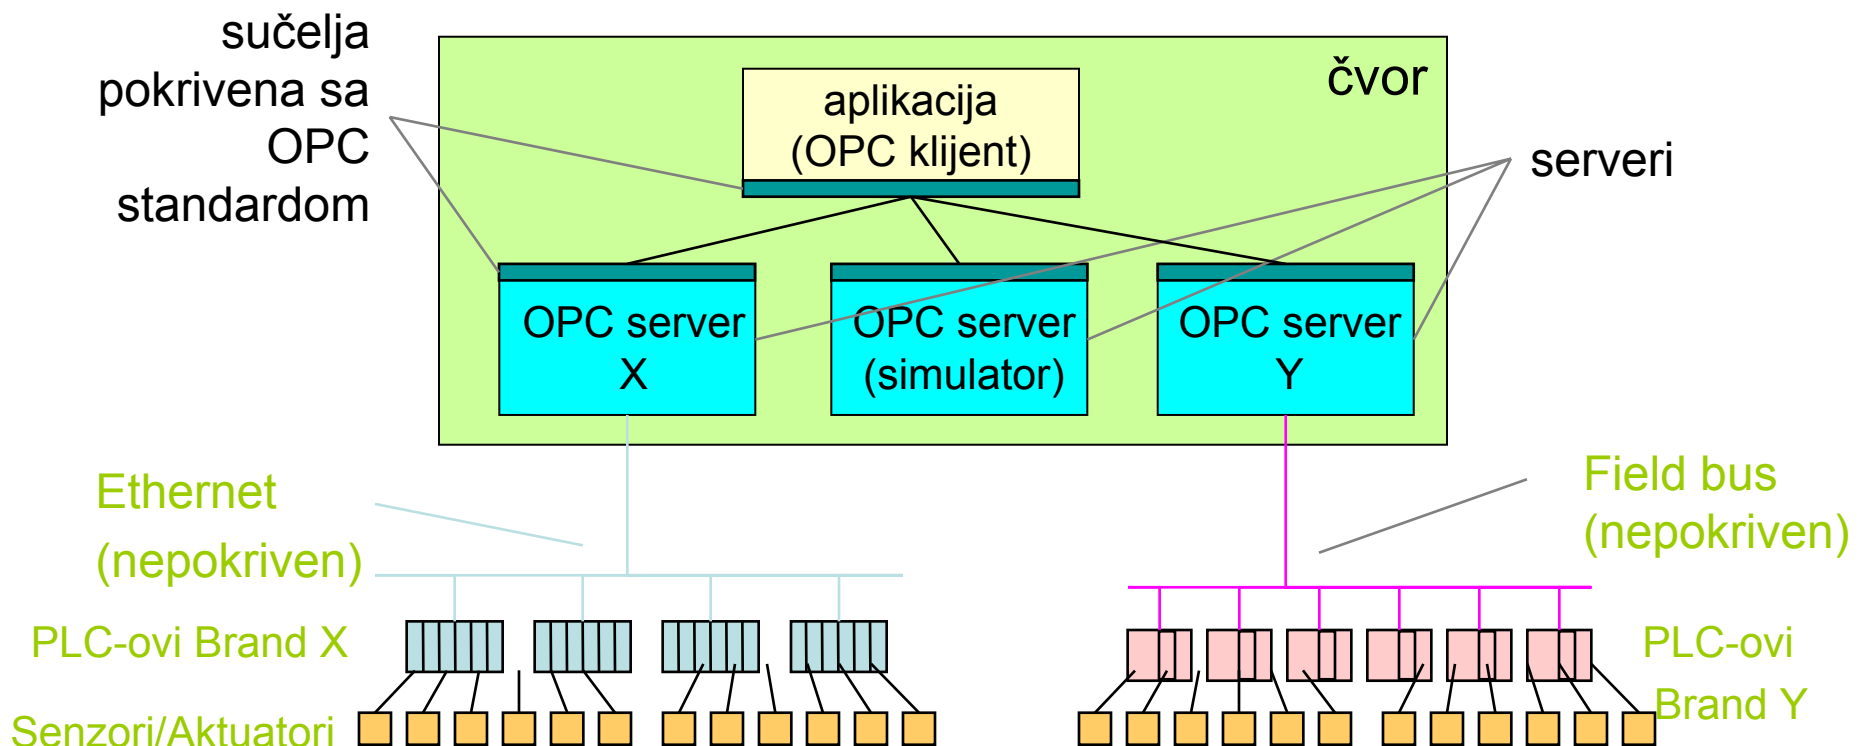 sučelja
pokrivena sa
OPC
standardom
čvor
aplikacija
(OPC klijent)
serveri
OPC server
X
OPC server
(simulator)
OPC server
Y
Ethernet
(nepokriven)
Field bus
(nepokriven)
PLC-ovi Brand X
PLC-ovi
Brand Y
Senzori/Aktuatori